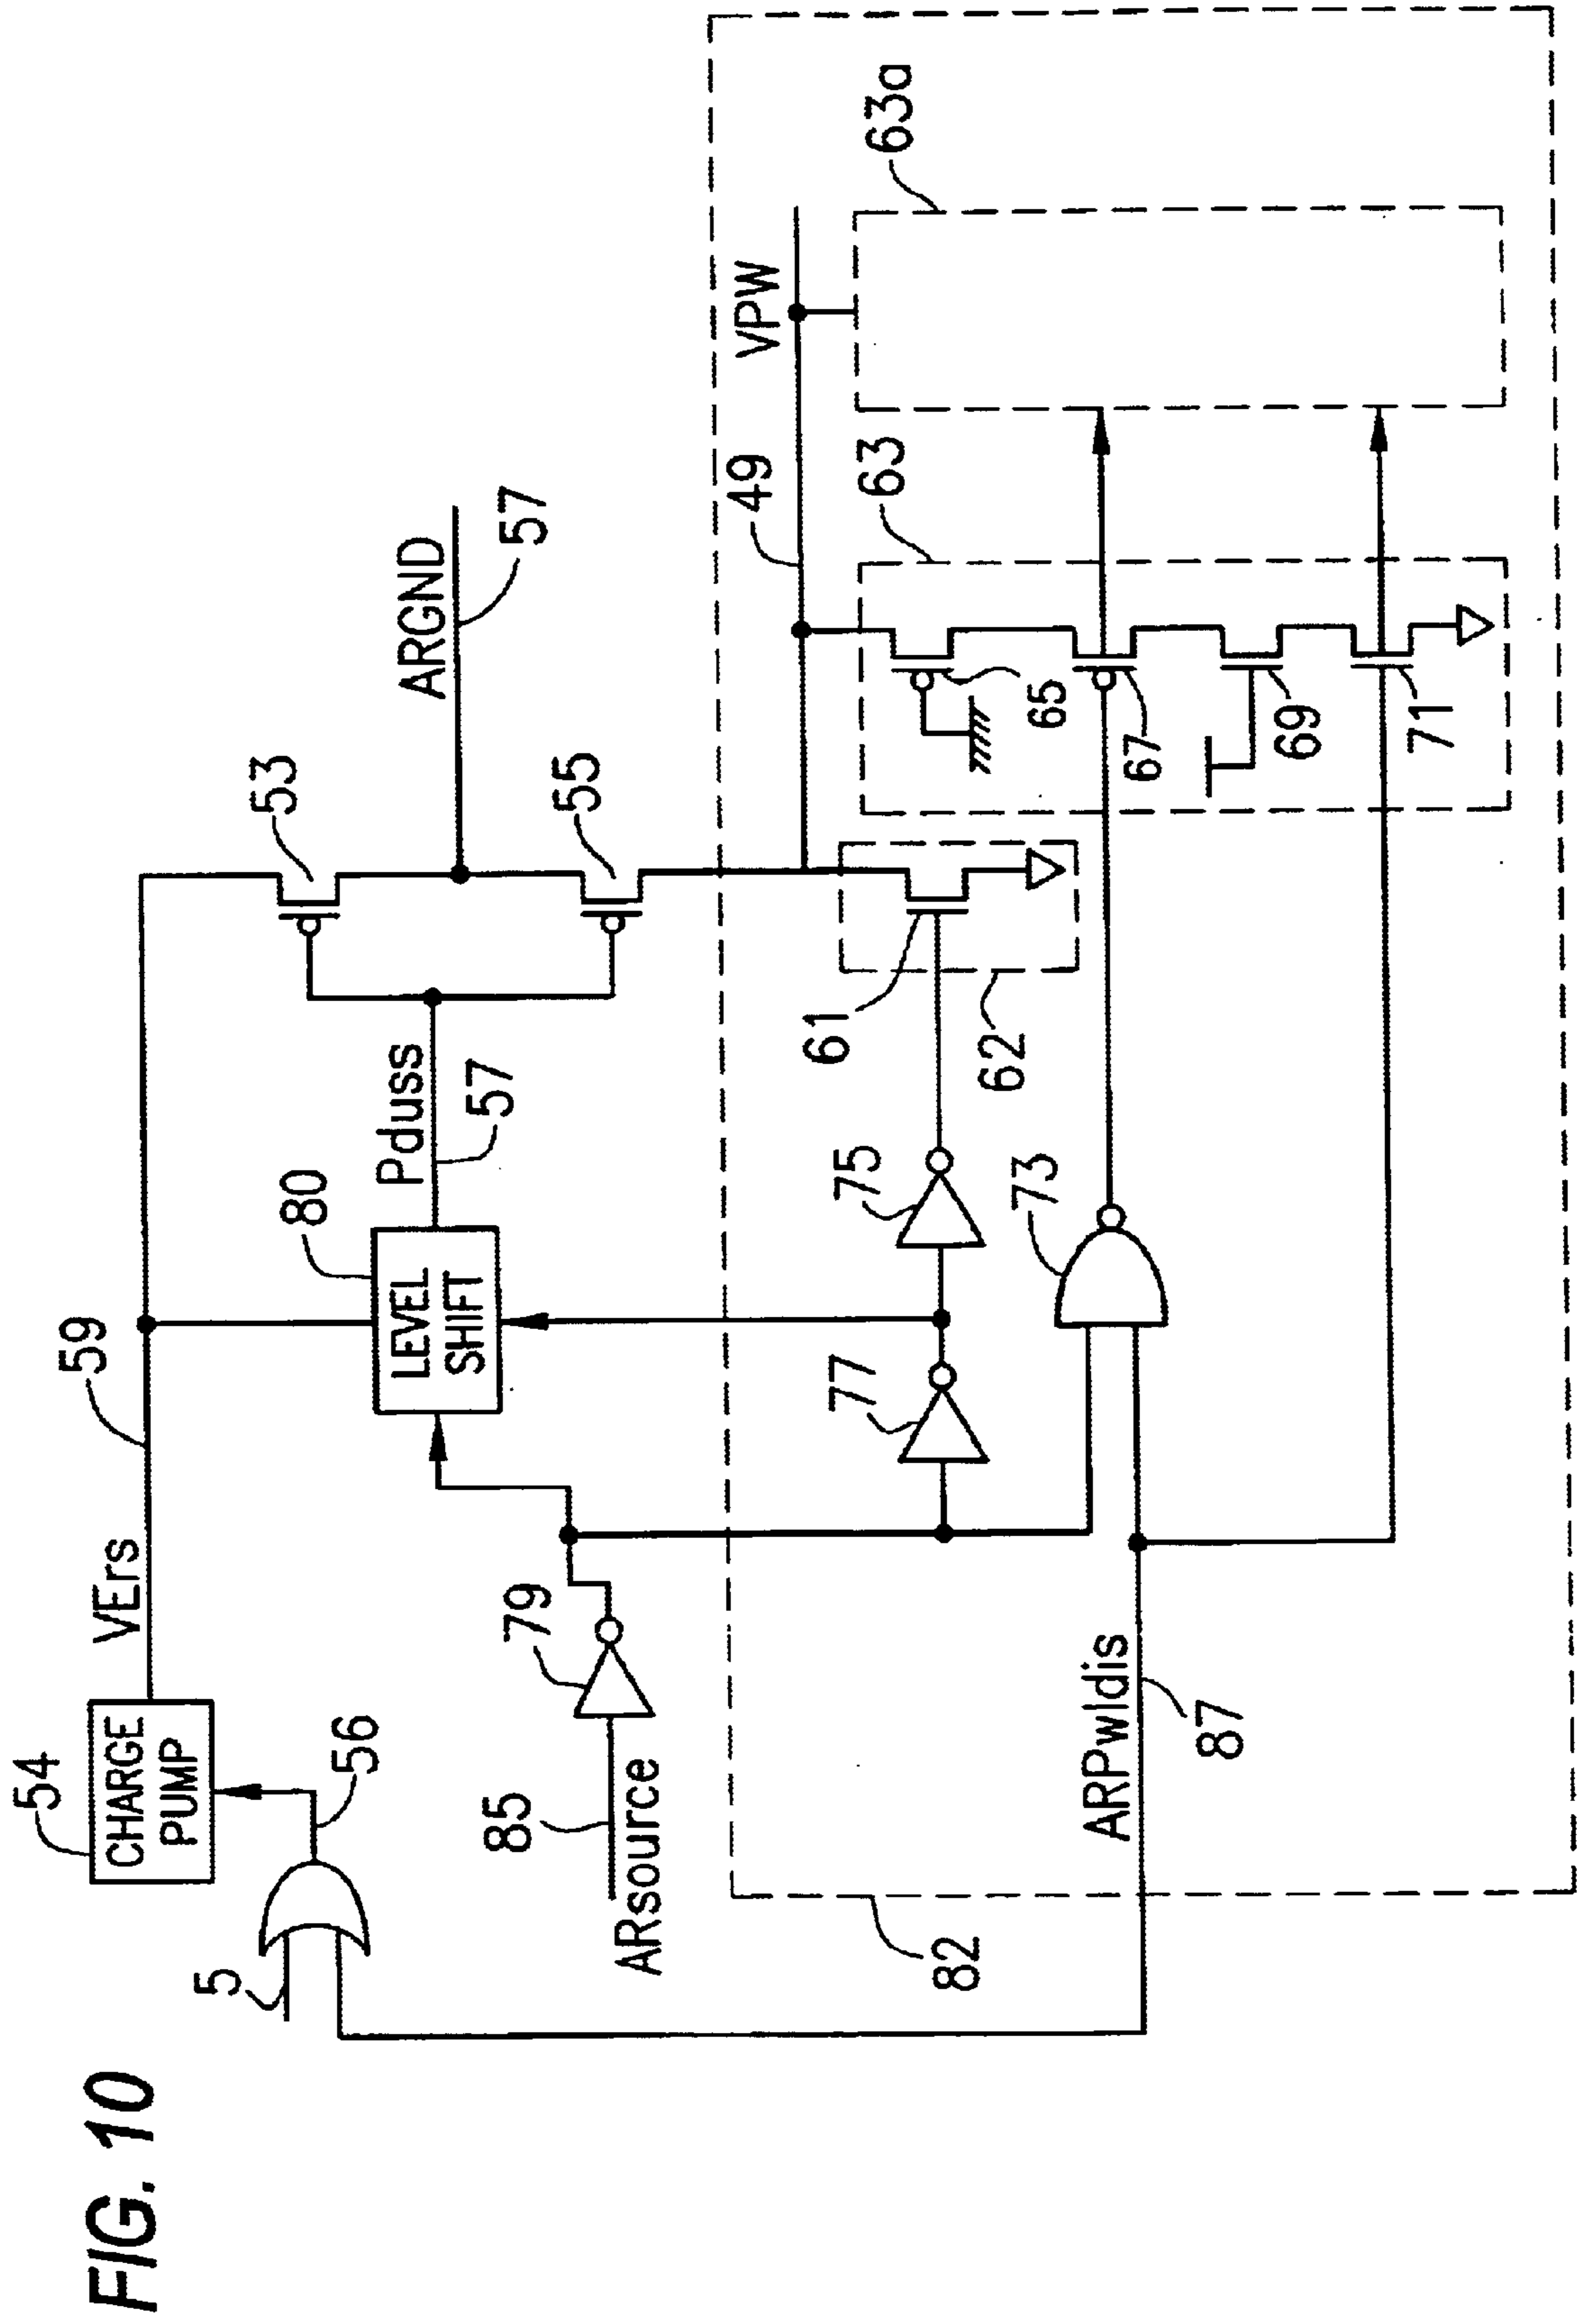 FIG. 10
54
CHARGE
PUMP
VErs
59
5
56
80
LEVEL
SHIFT
Pduss
57
53
55
ARGND
57
85
ARsource
79
82
77
75
61
62
49
VPW
63
63a
65
67
69
71
73
ARPwldis
87